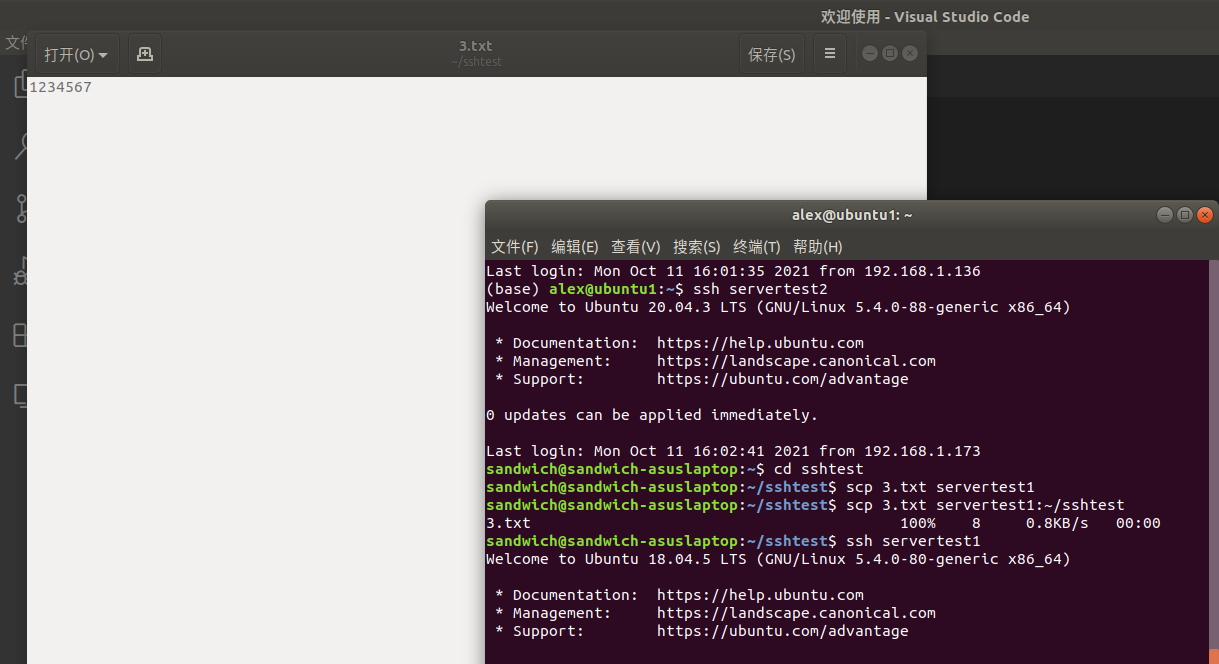 欢迎使用 - Visual Studio Code
打开(O)
3.txt
~/sshtest
保存(S)
1234567
alex@ubuntu1: ~
文件(F) 编辑(E) 查看(V) 搜索(S) 终端(T) 帮助(H)
Last login: Mon Oct 11 16:01:35 2021 from 192.168.1.136
(base) alex@ubuntu1:~$ ssh servertest2
Welcome to Ubuntu 20.04.3 LTS (GNU/Linux 5.4.0-88-generic x86_64)
* Documentation:  https://help.ubuntu.com
* Management:     https://landscape.canonical.com
* Support:        https://ubuntu.com/advantage
0 updates can be applied immediately.
Last login: Mon Oct 11 16:02:41 2021 from 192.168.1.173
sandwich@sandwich-asuslaptop:~$ cd sshtest
sandwich@sandwich-asuslaptop:~/sshtest$ scp 3.txt servertest1
sandwich@sandwich-asuslaptop:~/sshtest$ scp 3.txt servertest1:~/sshtest
3.txt 100% 8 0.8KB/s 00:00
sandwich@sandwich-asuslaptop:~/sshtest$ ssh servertest1
Welcome to Ubuntu 18.04.5 LTS (GNU/Linux 5.4.0-80-generic x86_64)
* Documentation:  https://help.ubuntu.com
* Management:     https://landscape.canonical.com
* Support:        https://ubuntu.com/advantage